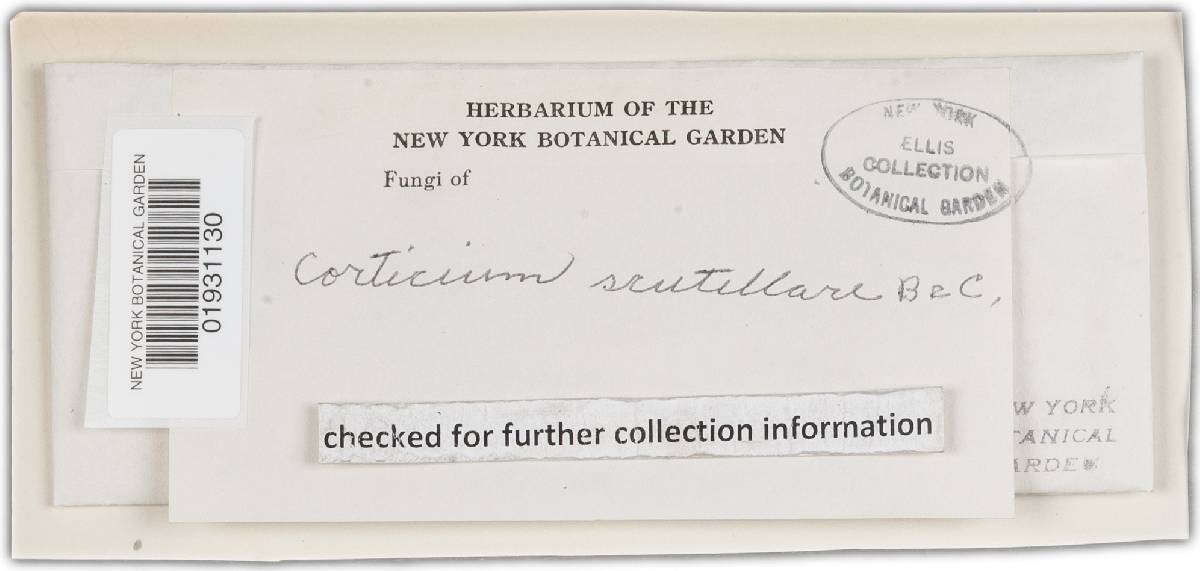 HERBARIUM OF THE
NEW YORK BOTANICAL GARDEN
Fungi of
NEW YORK
ELLIS
COLLECTION
BOTANICAL GARDEN
NEW YORK BOTANICAL GARDEN
01931130
Corticium scutellare B & C,
checked for further collection information
W YORK
TANICAL
ARDEN